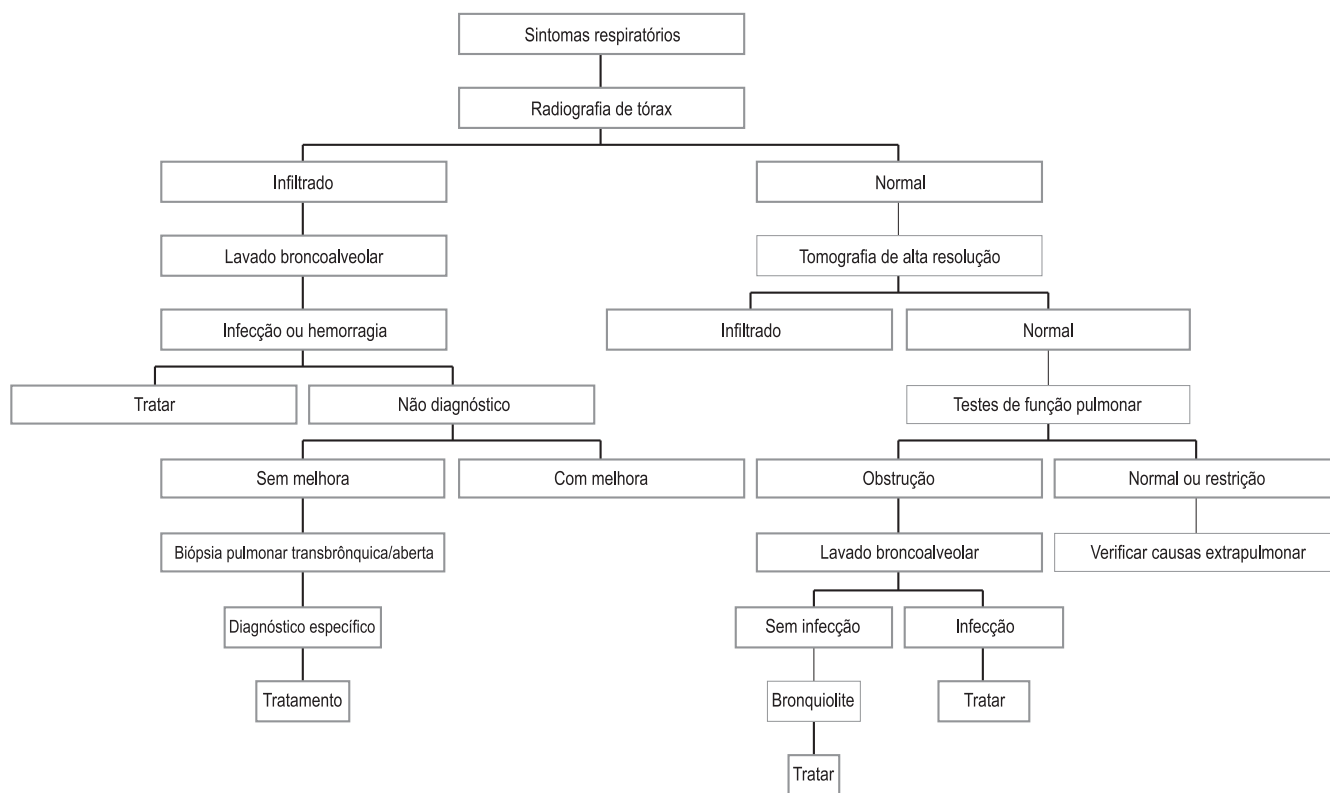 Sintomas respiratórios
Radiografia de tórax
Infiltrado
Normal
Lavado broncoalveolar
Tomografia de alta resolução
Infecção ou hemorragia
Infiltrado
Normal
Tratar
Não diagnóstico
Testes de função pulmonar
Sem melhora
Com melhora
Obstrução
Normal ou restrição
Biópsia pulmonar transbrônquica/aberta
Lavado broncoalveolar
Verificar causas extrapulmonar
Diagnóstico específico
Sem infecção
Infecção
Tratamento
Bronquiolite
Tratar
Tratar